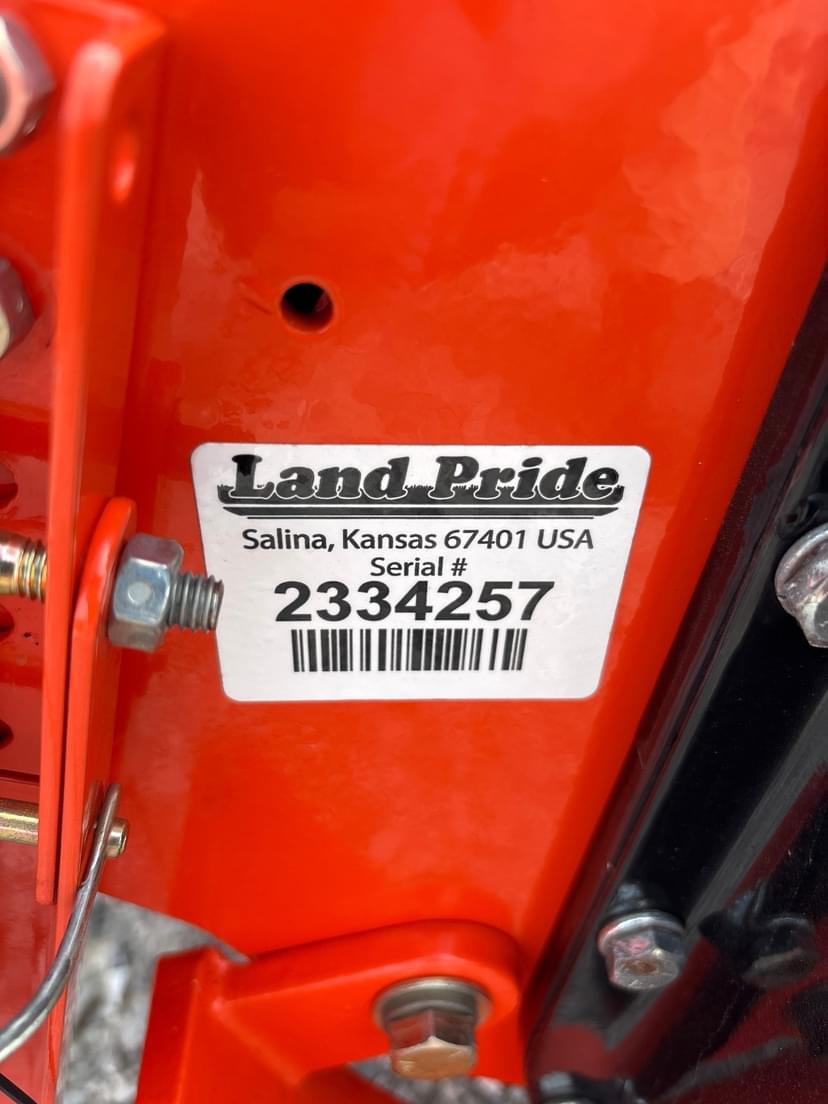 Land Pride
Salina, Kansas 67401 USA
Serial #
2334257